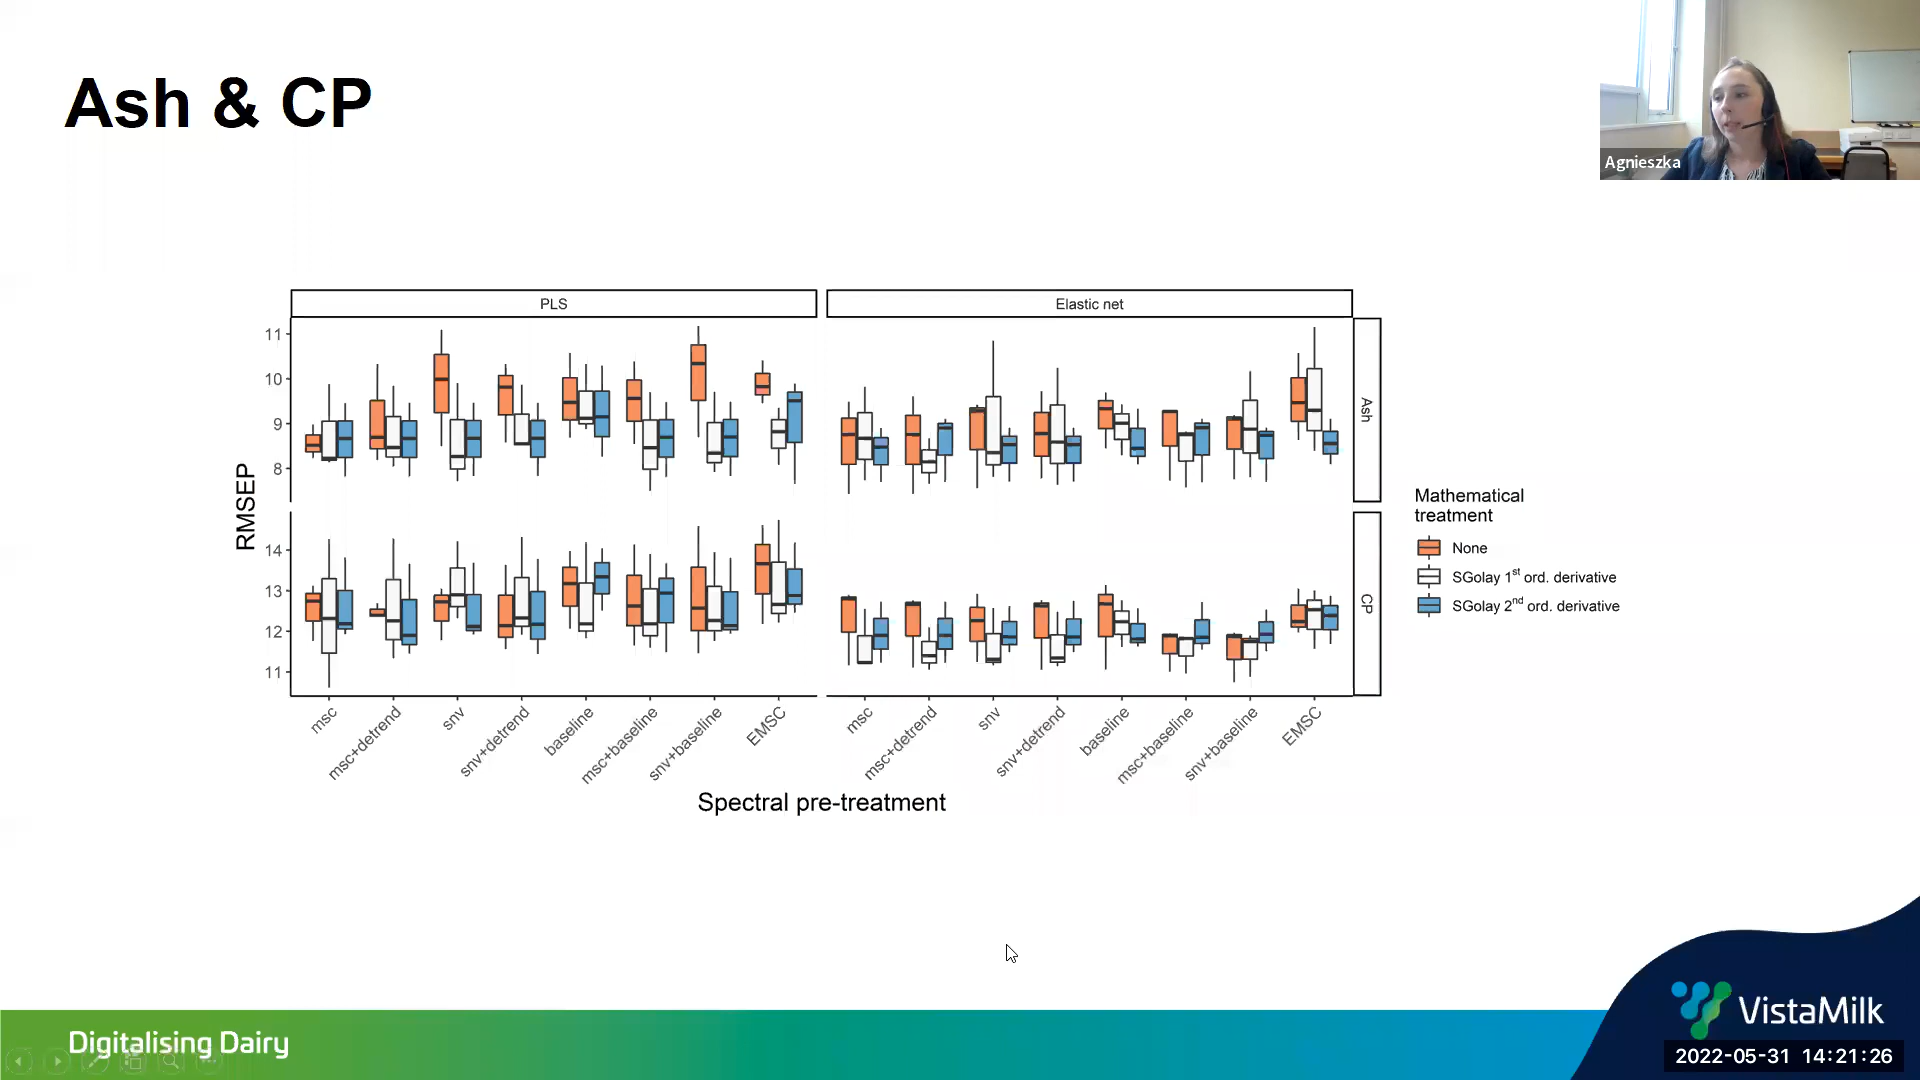 Ash & CP
Agnieszka
PLS
Elastic net
11
10
9
8
Ash
RMSEP
14
13
12
11
CP
msc
msc+detrend
snv
snv+detrend
baseline
msc+baseline
snv+baseline
EMSC
msc
msc+detrend
snv
snv+detrend
baseline
msc+baseline
snv+baseline
EMSC
Spectral pre-treatment
Mathematical
treatment
None
SGolay 1st ord. derivative
SGolay 2nd ord. derivative
Digitalising Dairy
VistaMilk
2022-05-31 14:21:26